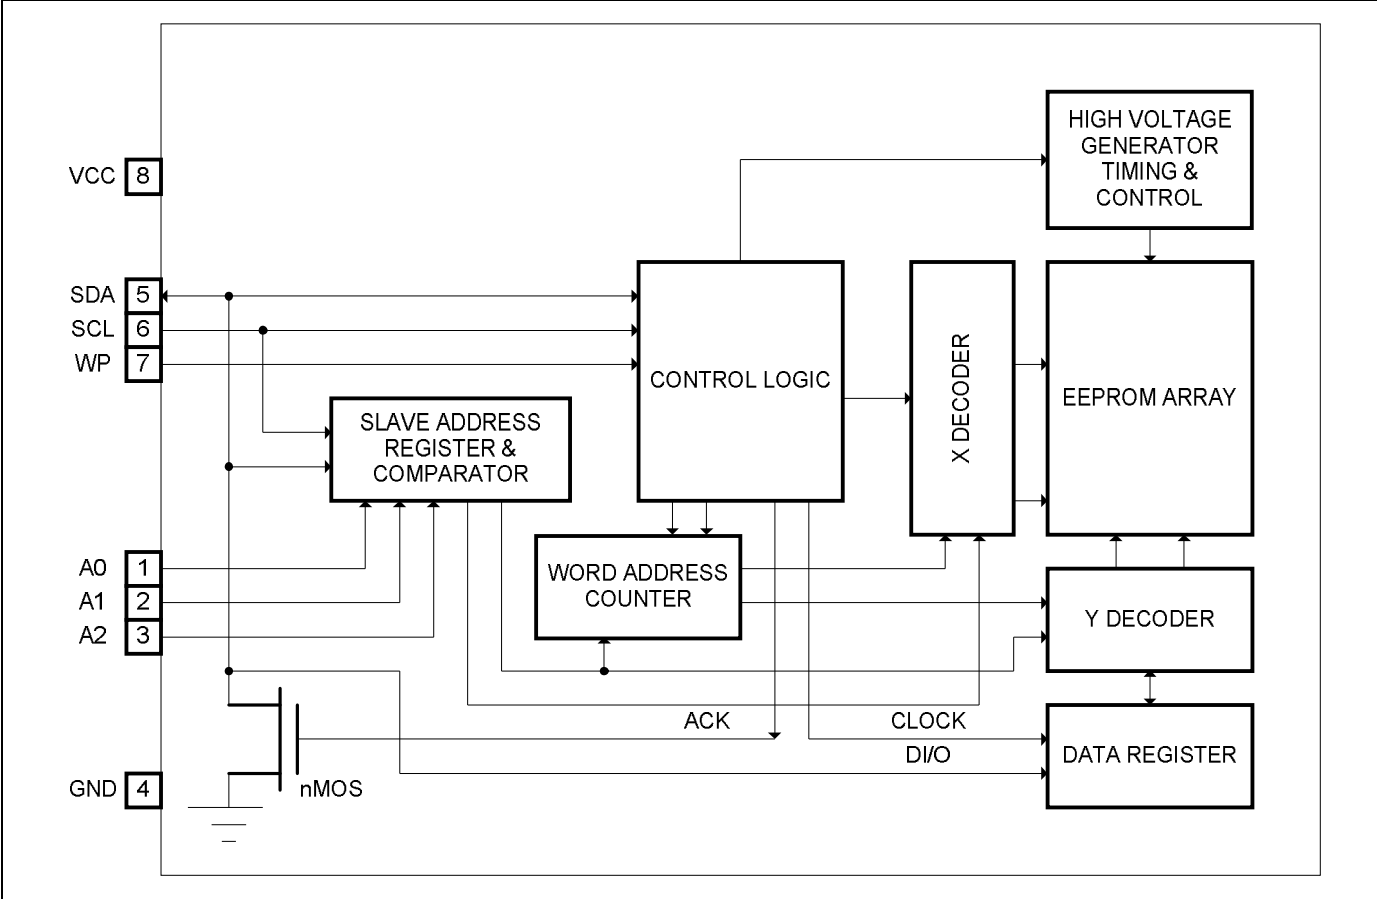 HIGH VOLTAGE
GENERATOR
TIMING &
CONTROL
VCC 8
SDA 5
SCL 6
WP 7
CONTROL LOGIC
X DECODER
EEPROM ARRAY
SLAVE ADDRESS
REGISTER &
COMPARATOR
A0 1
A1 2
A2 3
WORD ADDRESS
COUNTER
Y DECODER
ACK
CLOCK
DI/O
DATA REGISTER
GND 4
nMOS